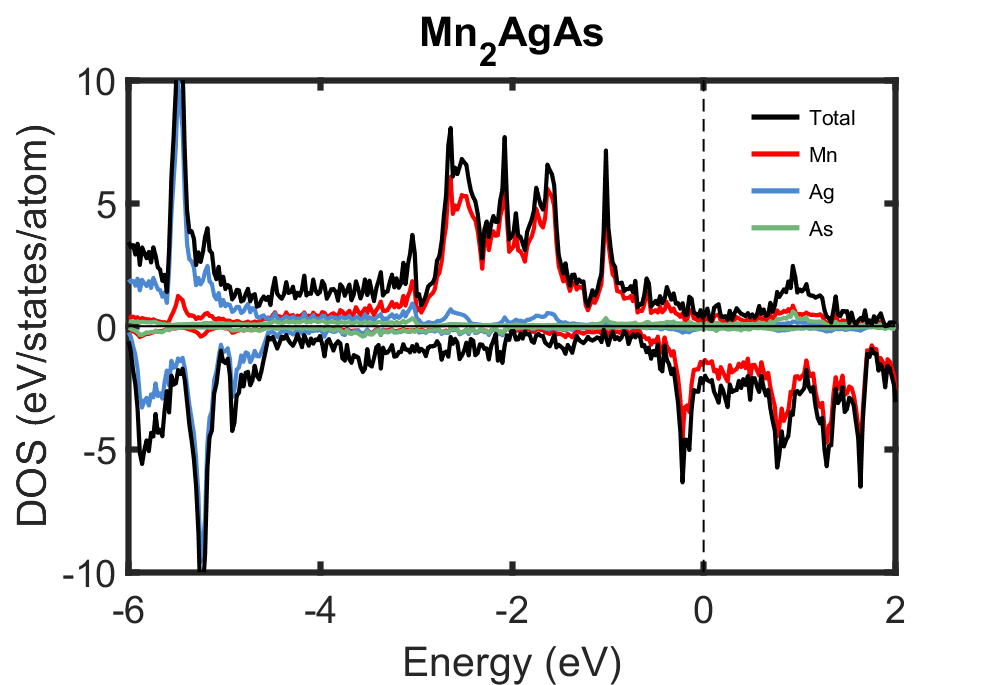 Mn2AgAs
10
5
0
-5
-10
DOS (eV/states/atom)
Total
Mn
Ag
As
-6
-4
-2
0
2
Energy (eV)